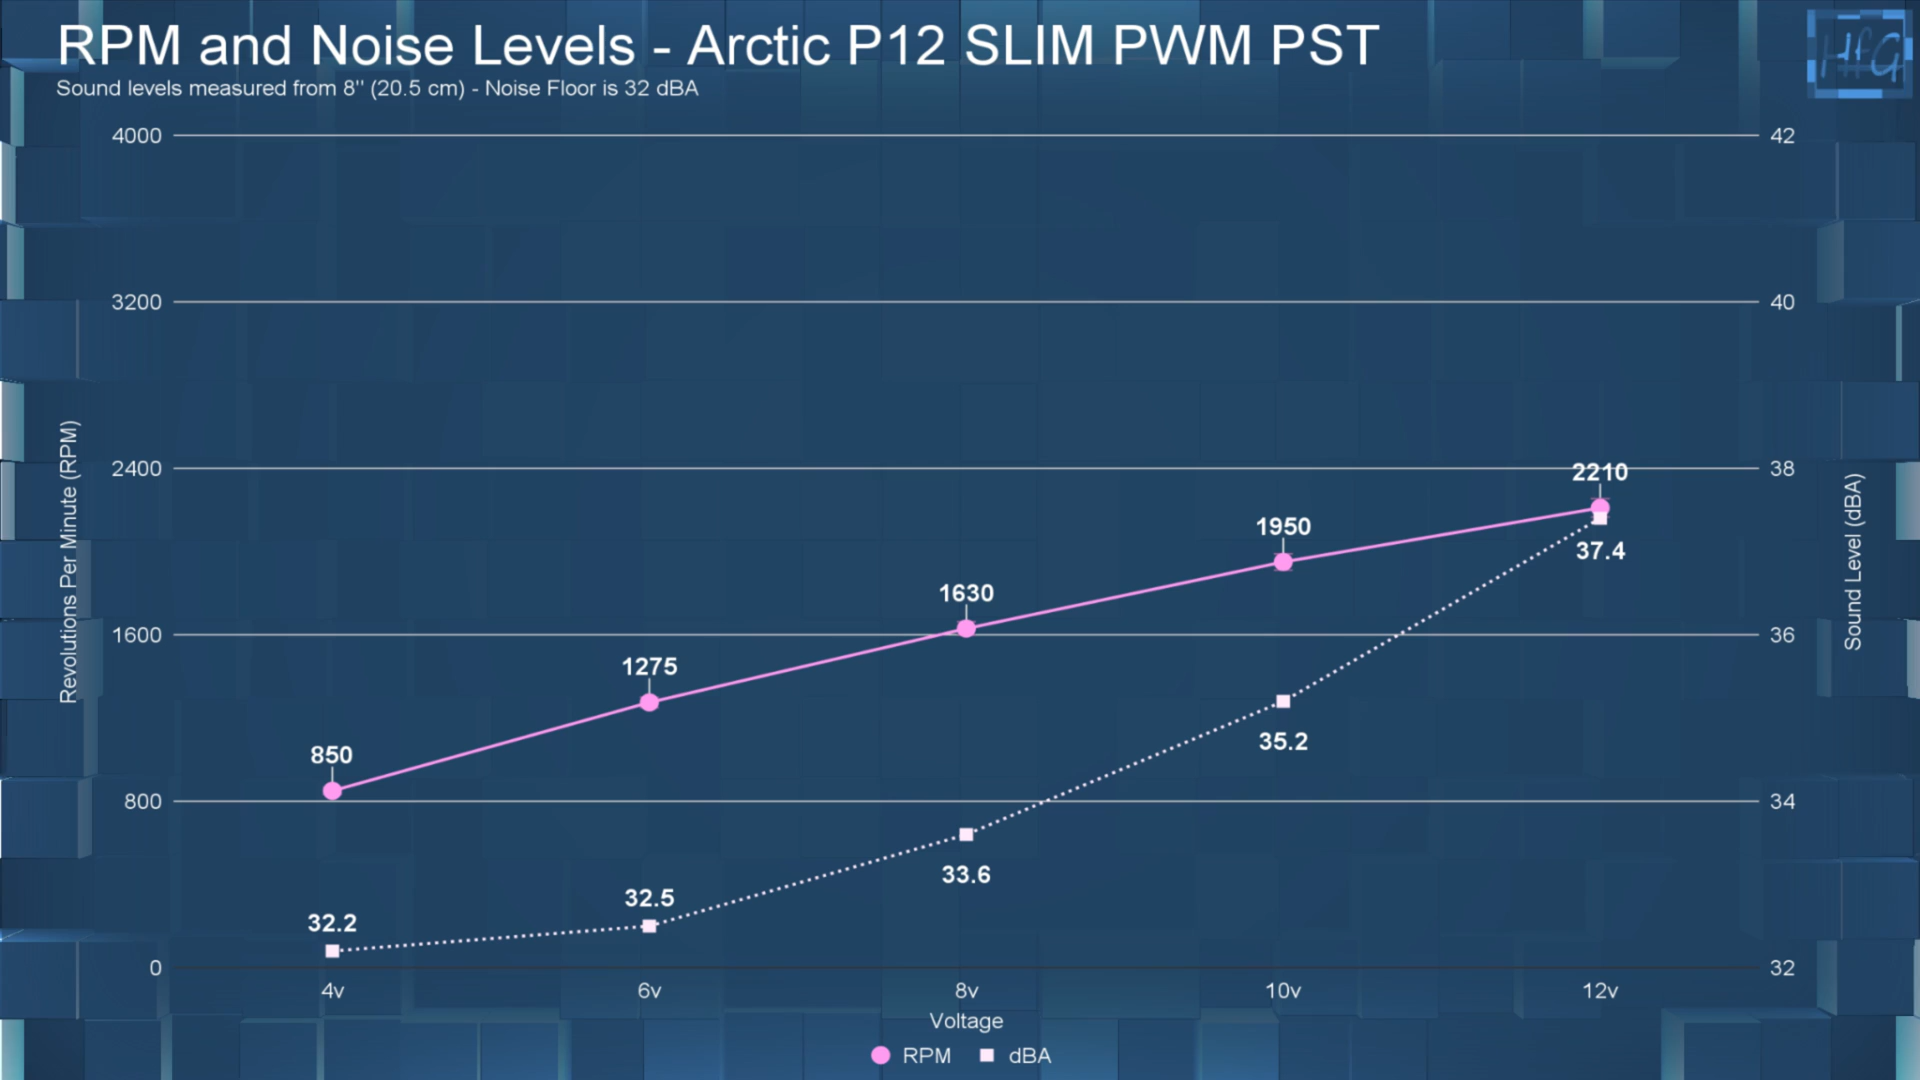 RPM and Noise Levels - Arctic P12 SLIM PWM PST
Sound levels measured from 8" (20.5 cm) - Noise Floor is 32 dBA
HfG
4000
42
3200
40
2400
38
1600
36
800
34
0
32
Revolutions Per Minute (RPM)
Sound Level (dBA)
850
1275
1630
1950
2210
32.2
32.5
33.6
35.2
37.4
4v
6v
8v
10v
12v
Voltage
RPM dBA